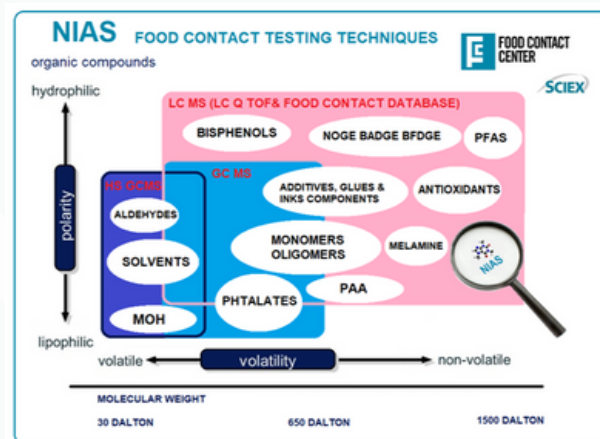 NIAS FOOD CONTACT TESTING TECHNIQUES
organic compounds
FOOD CONTACT
CENTER
SCIEX
hydrophilic
LC MS (LC Q TOF& FOOD CONTACT DATABASE)
BISPHENOLS
NOGE BADGE BFDGE
PFAS
HS GCMS
GC MS
ADDITIVES, GLUES &
INKS COMPONENTS
ANTIOXIDANTS
ALDEHYDES
polarity
MONOMERS
OLIGOMERS
MELAMINE
NIAS
SOLVENTS
PHTALATES
PAA
MOH
lipophilic
volatile
volatility
non-volatile
MOLECULAR WEIGHT
30 DALTON
650 DALTON
1500 DALTON